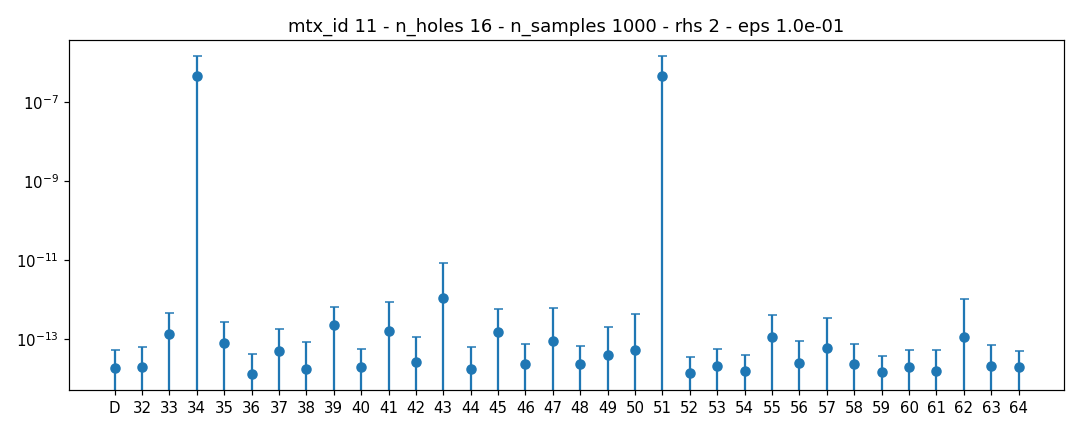 mtx_id 11 - n_holes 16 - n_samples 1000 - rhs 2 - eps 1.0e-01
10⁻⁷
10⁻⁹
10⁻¹¹
10⁻¹³
D 32 33 34 35 36 37 38 39 40 41 42 43 44 45 46 47 48 49 50 51 52 53 54 55 56 57 58 59 60 61 62 63 64